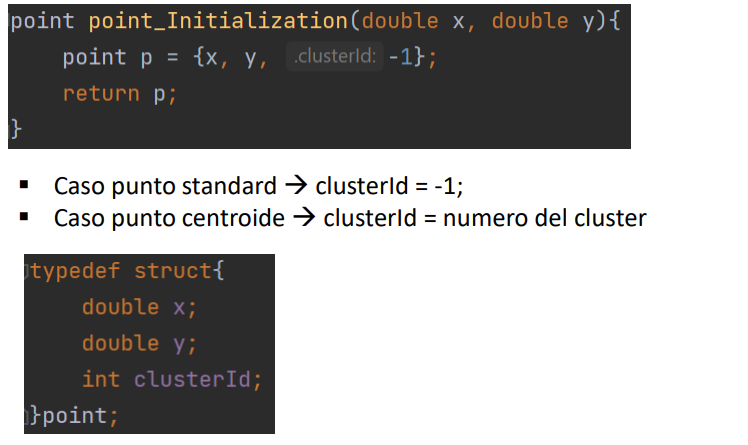 point point_Initialization(double x, double y){
point p = {x, y, .clusterId: -1};
return p;
}
▪ Caso punto standard → clusterId = -1;
▪ Caso punto centroide → clusterId = numero del cluster
typedef struct{
double x;
double y;
int clusterId;
}point;